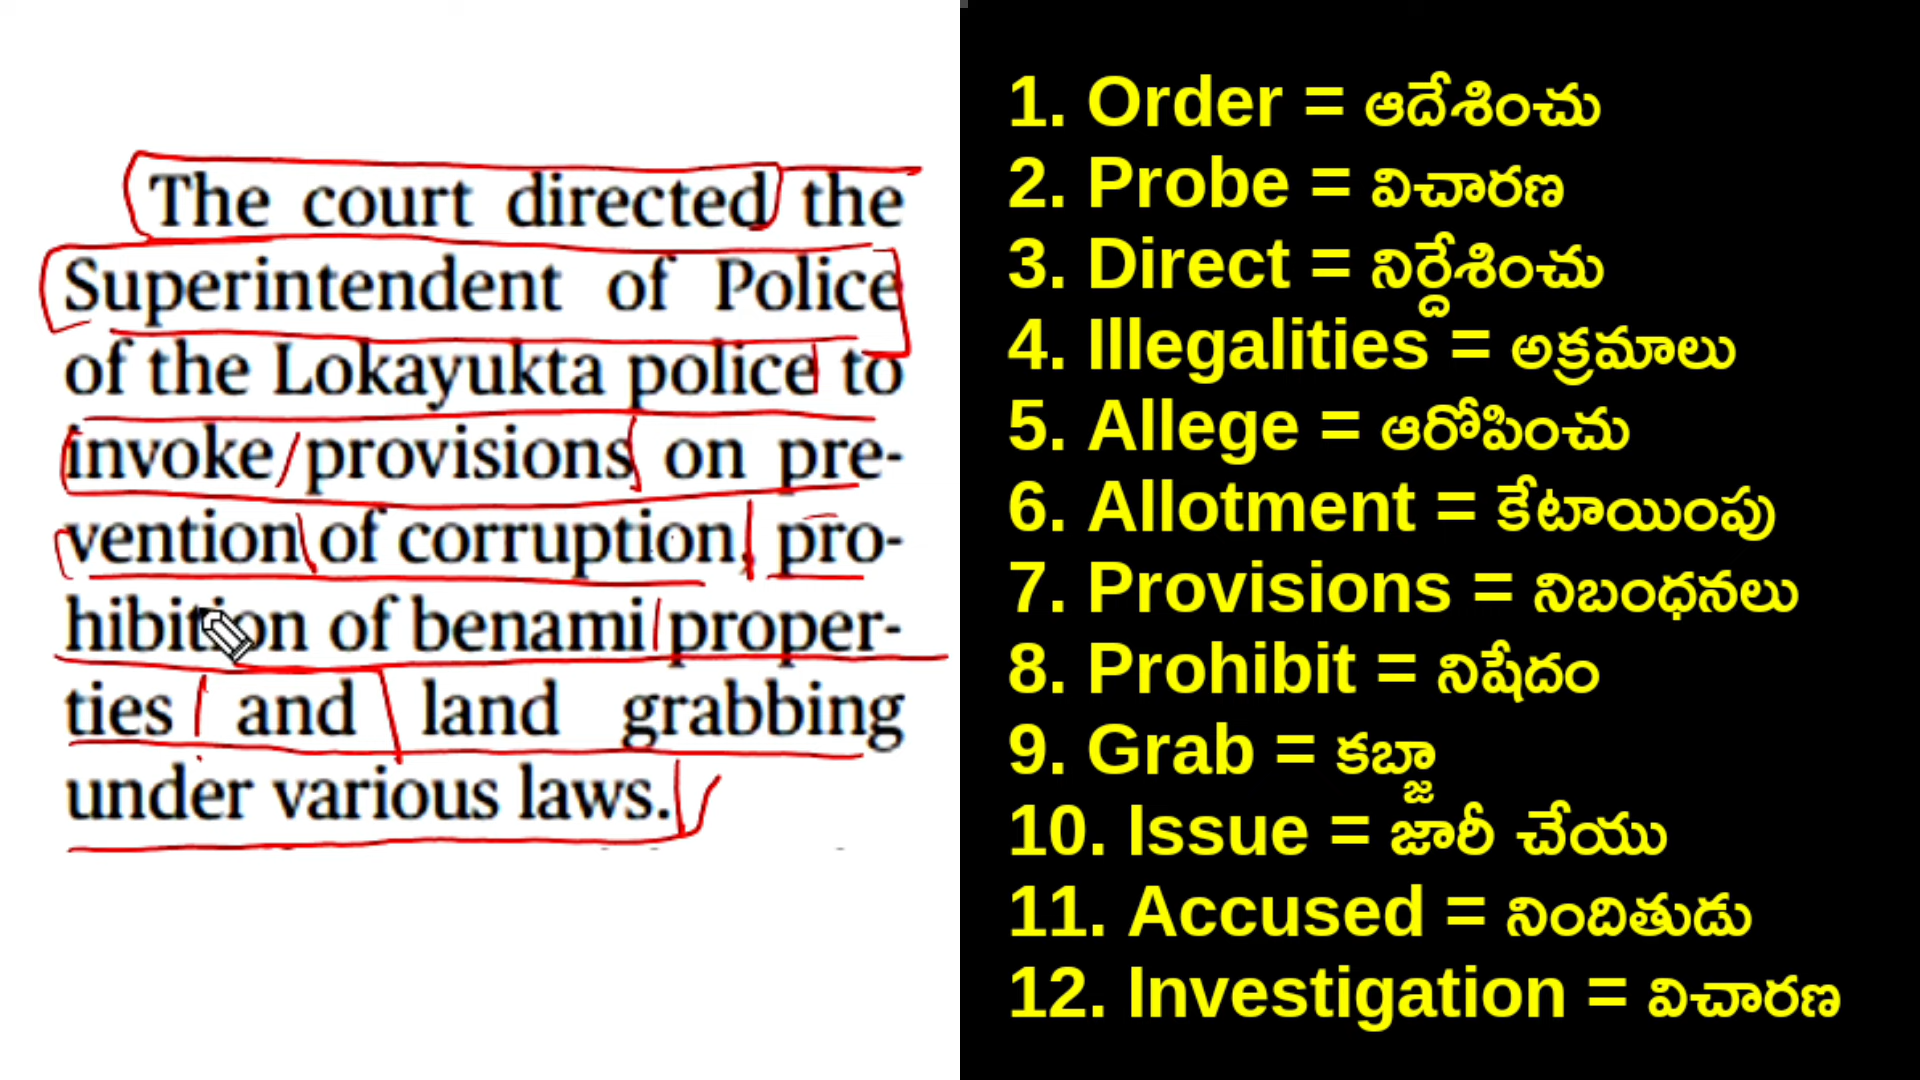 The court directed the
Superintendent of Police
of the Lokayukta police to
invoke provisions on pre-
vention of corruption, pro-
hibition of benami proper-
ties and land grabbing
under various laws.
1. Order = ఆదేశించు
2. Probe = విచారణ
3. Direct = నిర్దేశించు
4. Illegalities = అక్రమాలు
5. Allege = ఆరోపించు
6. Allotment = కేటాయింపు
7. Provisions = నిబంధనలు
8. Prohibit = నిషేదం
9. Grab = కబ్జా
10. Issue = జారీ చేయు
11. Accused = నిందితుడు
12. Investigation = విచారణ